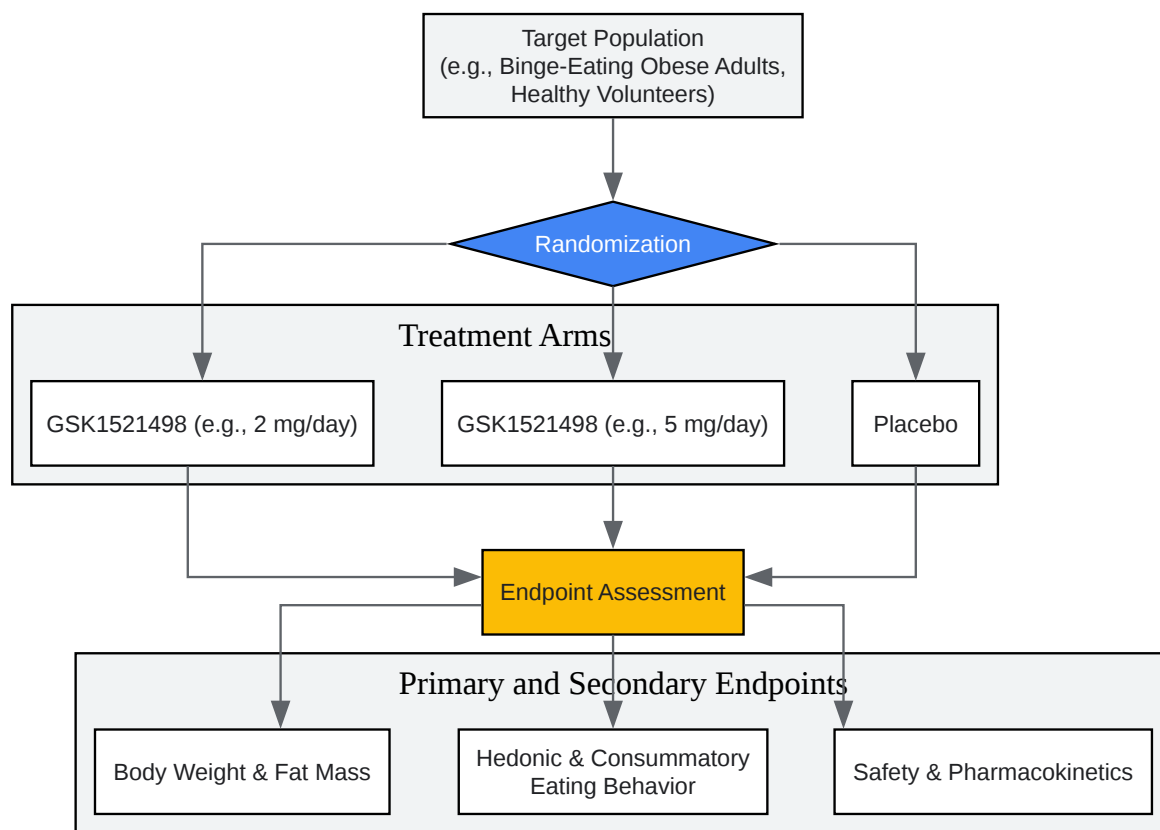 Target Population
(e.g., Binge-Eating Obese Adults,
Healthy Volunteers)
Randomization
Treatment Arms
GSK1521498 (e.g., 2 mg/day)
GSK1521498 (e.g., 5 mg/day)
Placebo
Endpoint Assessment
Primary and Secondary Endpoints
Body Weight & Fat Mass
Hedonic & Consummatory
Eating Behavior
Safety & Pharmacokinetics